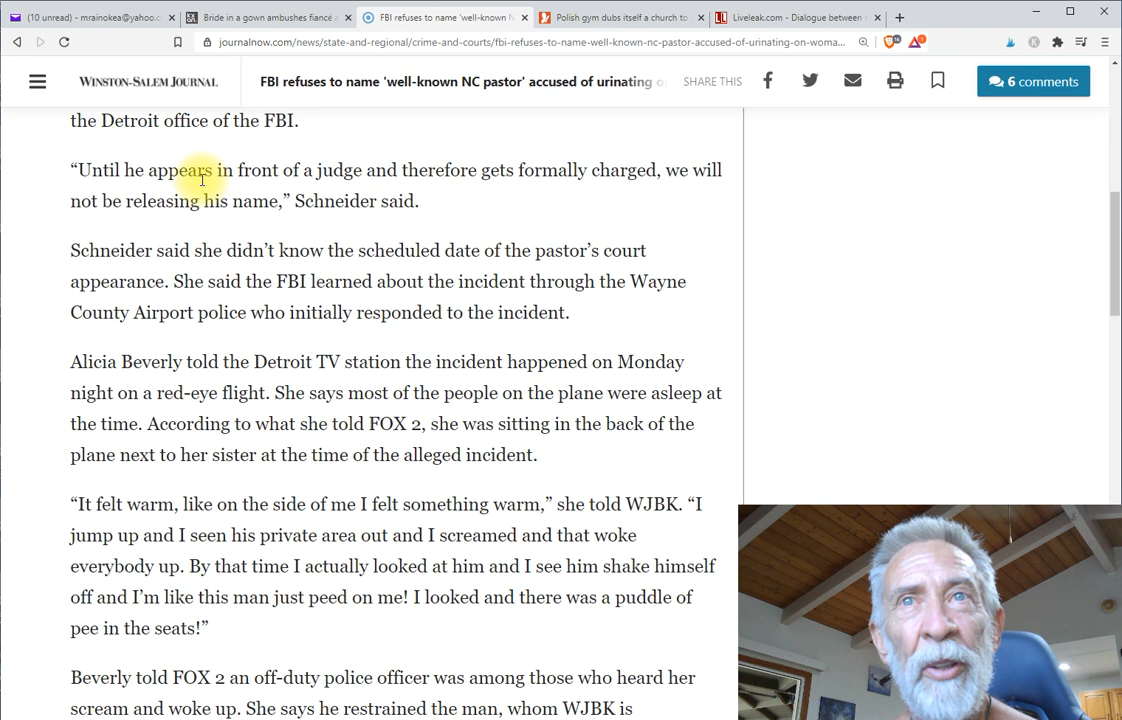 (10 unread) - mrainokea@yahoo.c
Bride in a gown ambushes fiancé a
FBI refuses to name 'well-known N
Polish gym dubs itself a church to
Liveleak.com - Dialogue between
journalnow.com/news/state-and-regional/crime-and-courts/fbi-refuses-to-name-well-known-nc-pastor-accused-of-urinating-on-woma...
WINSTON-SALEM JOURNAL
FBI refuses to name 'well-known NC pastor' accused of urinating o
SHARE THIS
6 comments
the Detroit office of the FBI.
“Until he appears in front of a judge and therefore gets formally charged, we will
not be releasing his name,” Schneider said.
Schneider said she didn’t know the scheduled date of the pastor’s court
appearance. She said the FBI learned about the incident through the Wayne
County Airport police who initially responded to the incident.
Alicia Beverly told the Detroit TV station the incident happened on Monday
night on a red-eye flight. She says most of the people on the plane were asleep at
the time. According to what she told FOX 2, she was sitting in the back of the
plane next to her sister at the time of the alleged incident.
“It felt warm, like on the side of me I felt something warm,” she told WJBK. “I
jump up and I seen his private area out and I screamed and that woke
everybody up. By that time I actually looked at him and I see him shake himself
off and I’m like this man just peed on me! I looked and there was a puddle of
pee in the seats!”
Beverly told FOX 2 an off-duty police officer was among those who heard her
scream and woke up. She says he restrained the man, whom WJBK is